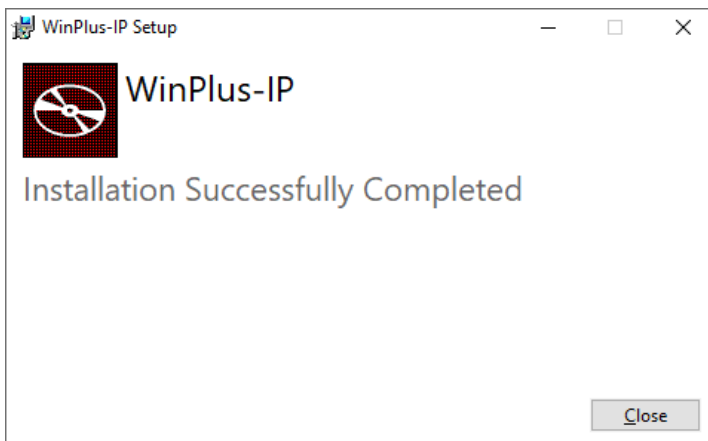 WinPlus-IP Setup
WinPlus-IP
Installation Successfully Completed
Close